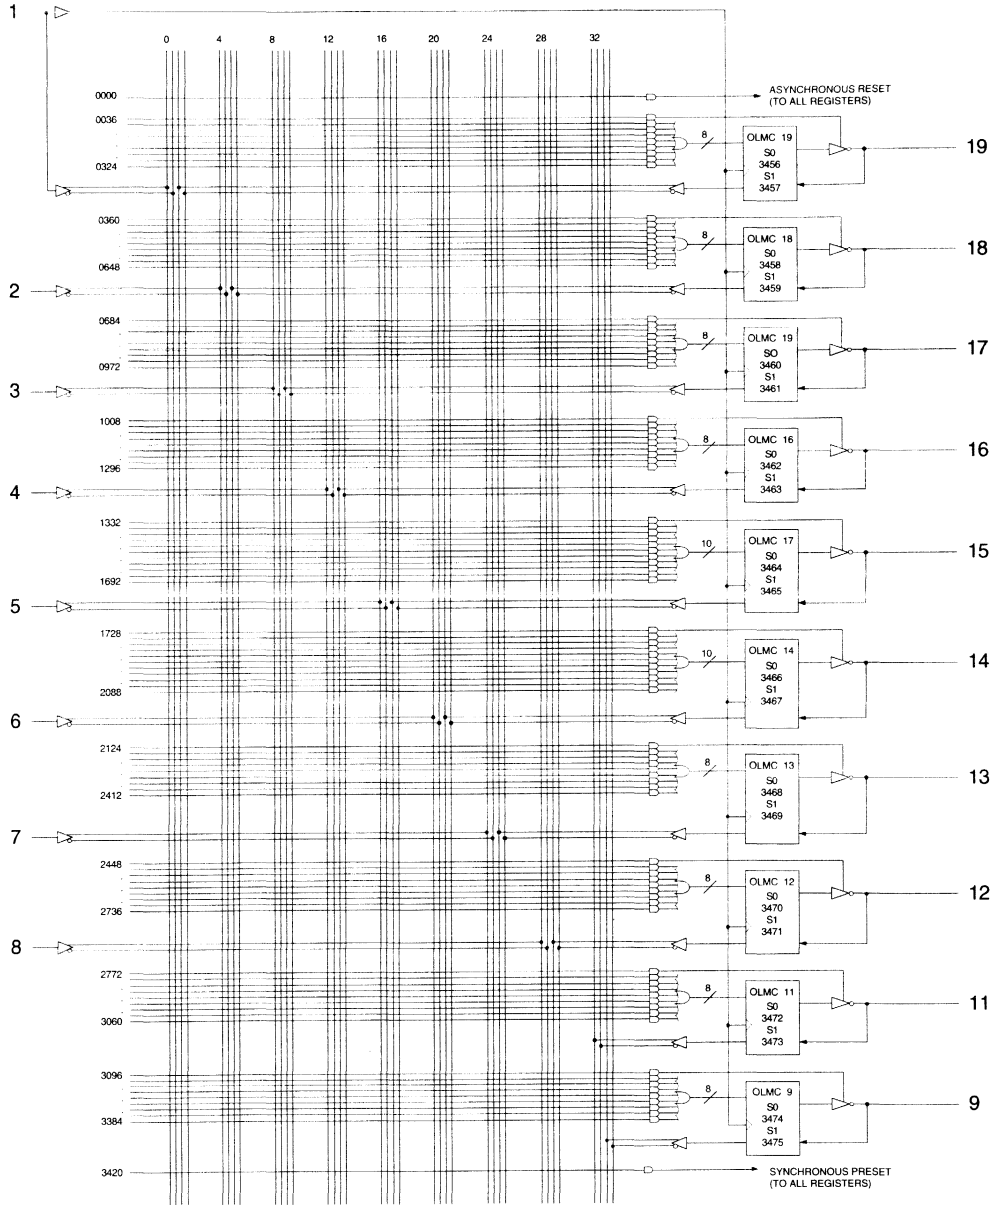 1
0 4 8 12 16 20 24 28 32
0000
ASYNCHRONOUS RESET
(TO ALL REGISTERS)
0036
8
OLMC 19
S0
3456
S1
3457
19
0324
0360
8
OLMC 18
S0
3458
S1
3459
18
0648
2
0684
8
OLMC 19
SO
3460
S1
3461
17
0972
3
1008
8
OLMC 16
S0
3462
S1
3463
16
1296
4
1332
10
OLMC 17
S0
3464
S1
3465
15
1692
5
1728
10
OLMC 14
S0
3466
S1
3467
14
2088
6
2124
8
OLMC 13
S0
3468
S1
3469
13
2412
7
2448
8
OLMC 12
S0
3470
S1
3471
12
2736
8
2772
8
OLMC 11
S0
3472
S1
3473
11
3060
3096
8
OLMC 9
S0
3474
S1
3475
9
3384
3420
SYNCHRONOUS PRESET
(TO ALL REGISTERS)